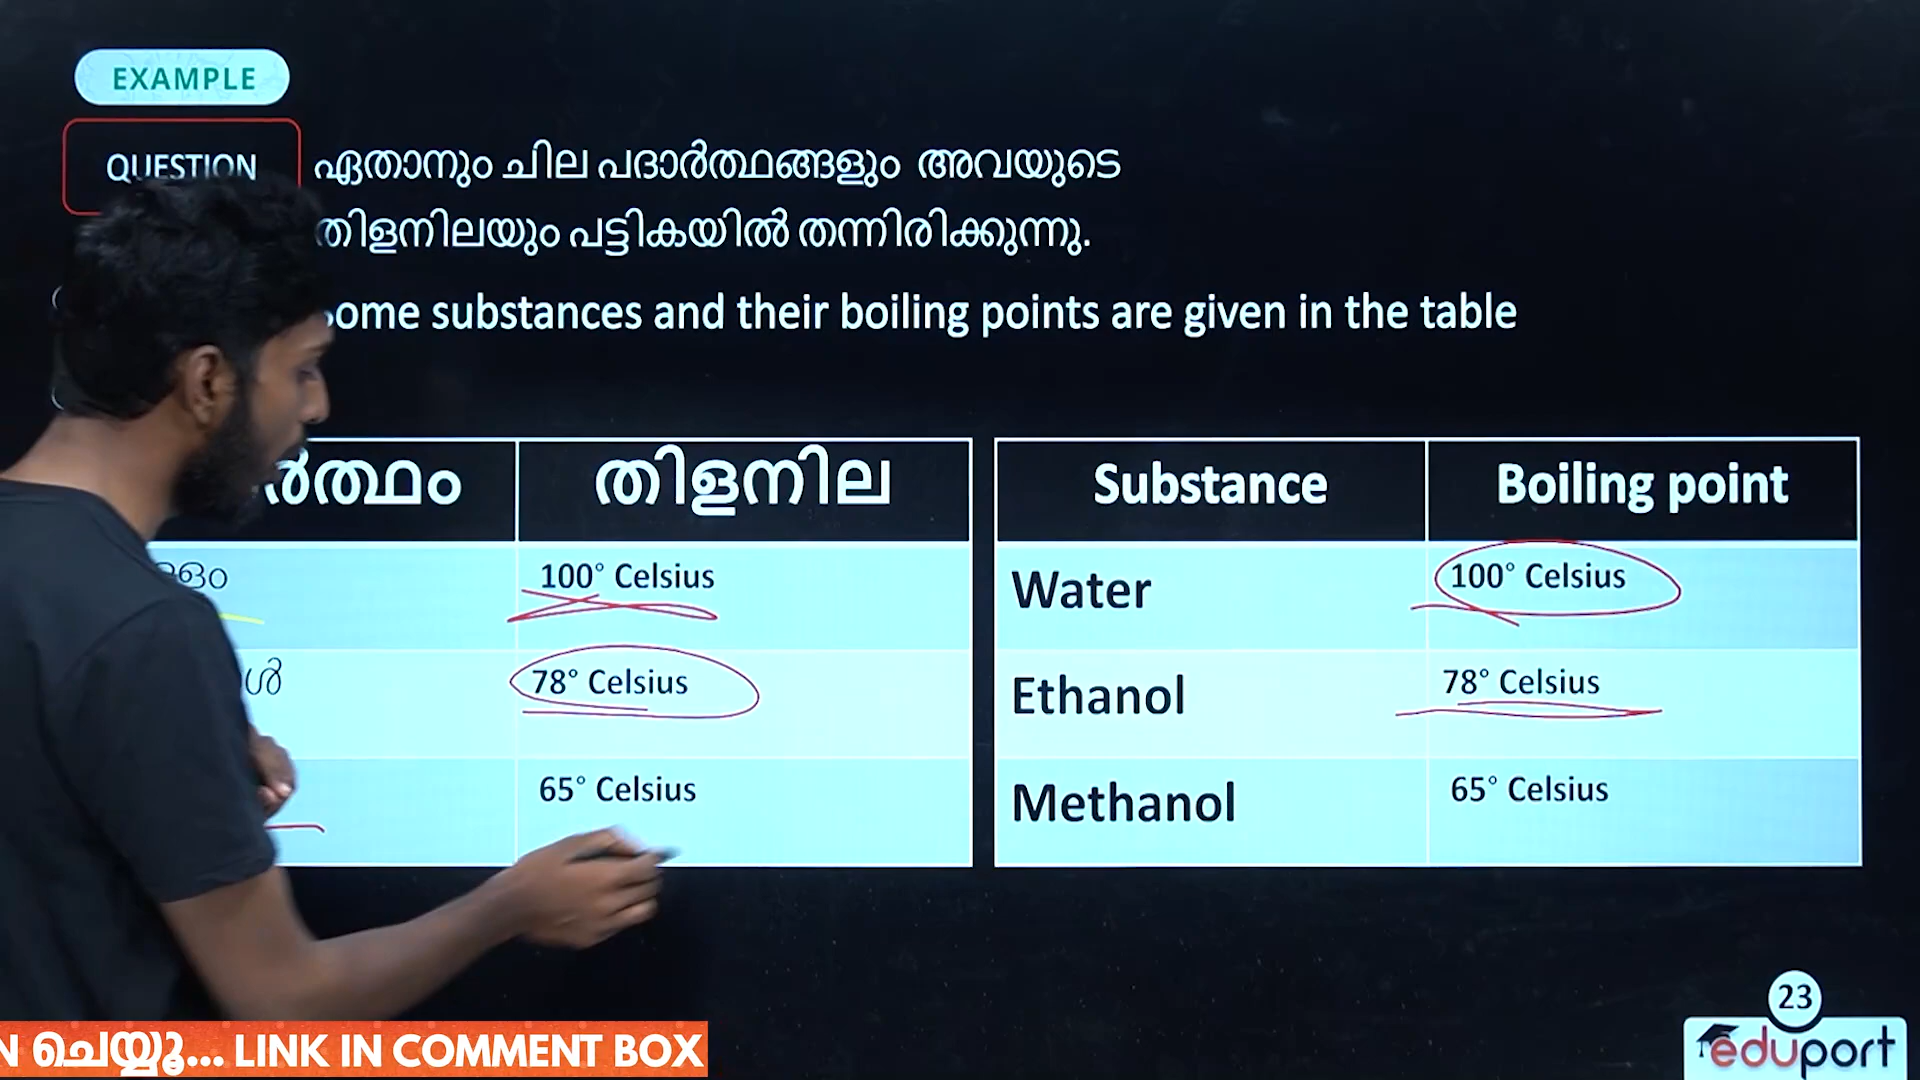 EXAMPLE
QUESTION
ഏതാനും ചില പദാർത്ഥങ്ങളും അവയുടെ
തിളനിലയും പട്ടികയിൽ തന്നിരിക്കുന്നു.
some substances and their boiling points are given in the table
തിളനില
100° Celsius
78° Celsius
65° Celsius
Substance Boiling point
Water 100° Celsius
Ethanol 78° Celsius
Methanol 65° Celsius
23
eduport
N ചെയ്യൂ... LINK IN COMMENT BOX